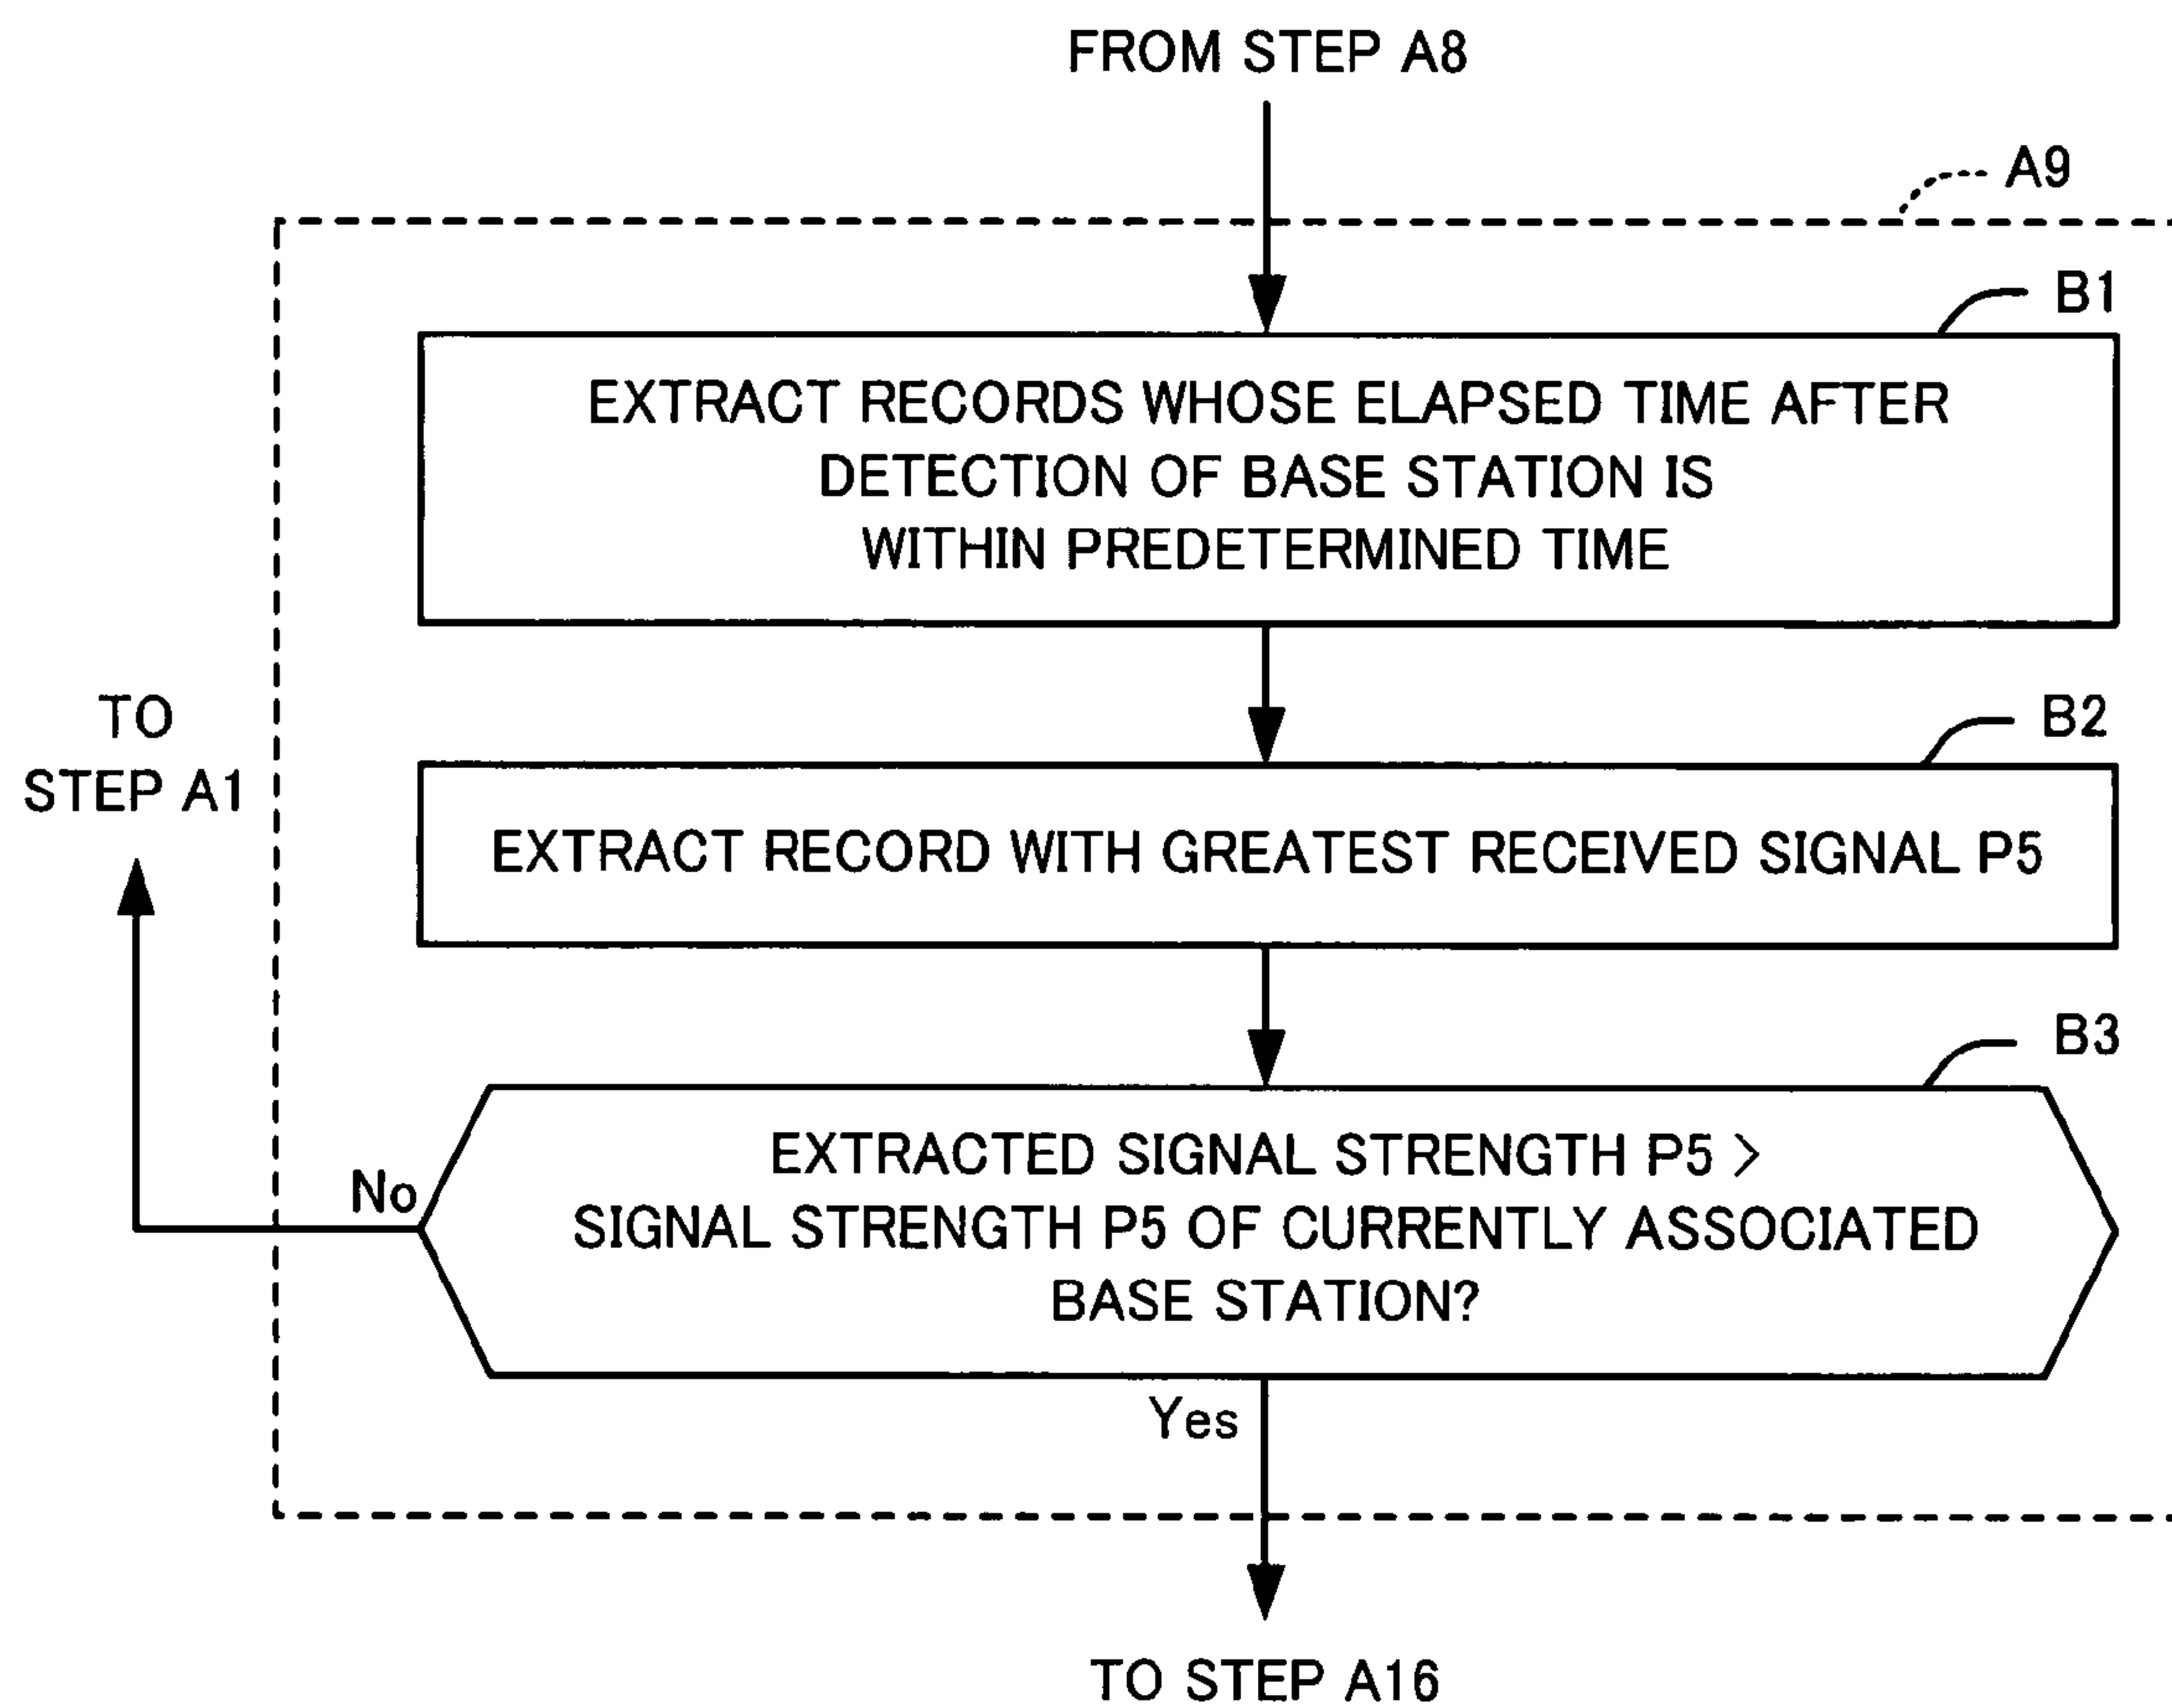 FROM STEP A8
A9
B1
EXTRACT RECORDS WHOSE ELAPSED TIME AFTER
DETECTION OF BASE STATION IS
WITHIN PREDETERMINED TIME
TO
STEP A1
B2
EXTRACT RECORD WITH GREATEST RECEIVED SIGNAL P5
B3
EXTRACTED SIGNAL STRENGTH P5 >
SIGNAL STRENGTH P5 OF CURRENTLY ASSOCIATED
BASE STATION?
No
Yes
TO STEP A16